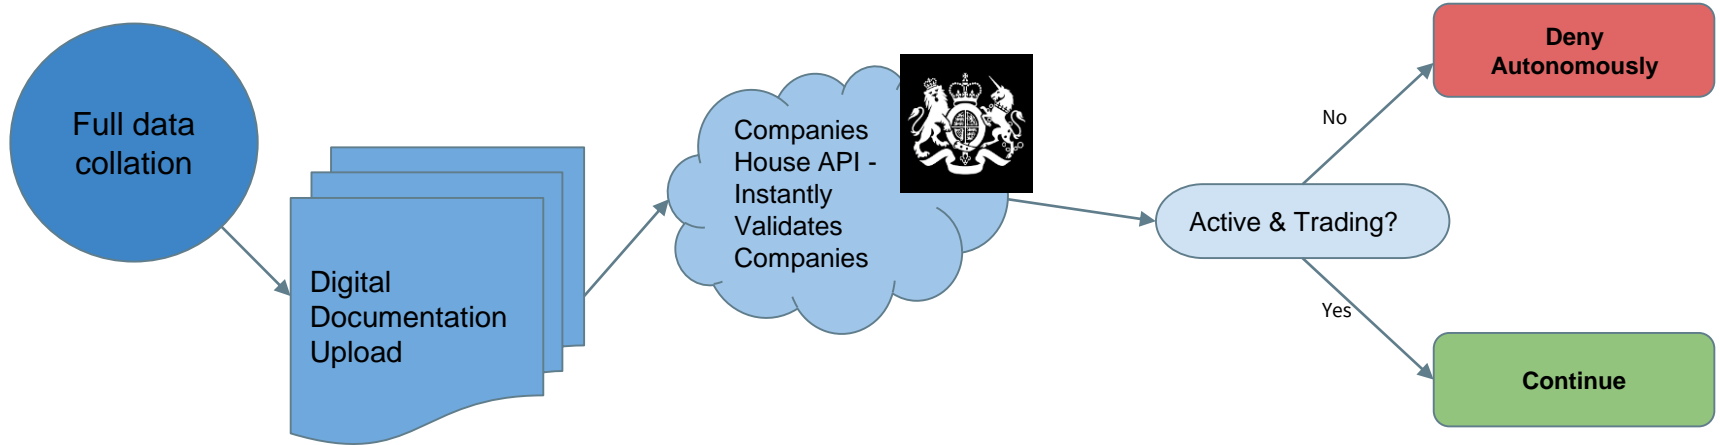 Full data
collation
Digital
Documentation
Upload
Companies
House API -
Instantly
Validates
Companies
Active & Trading?
No
Deny
Autonomously
Yes
Continue